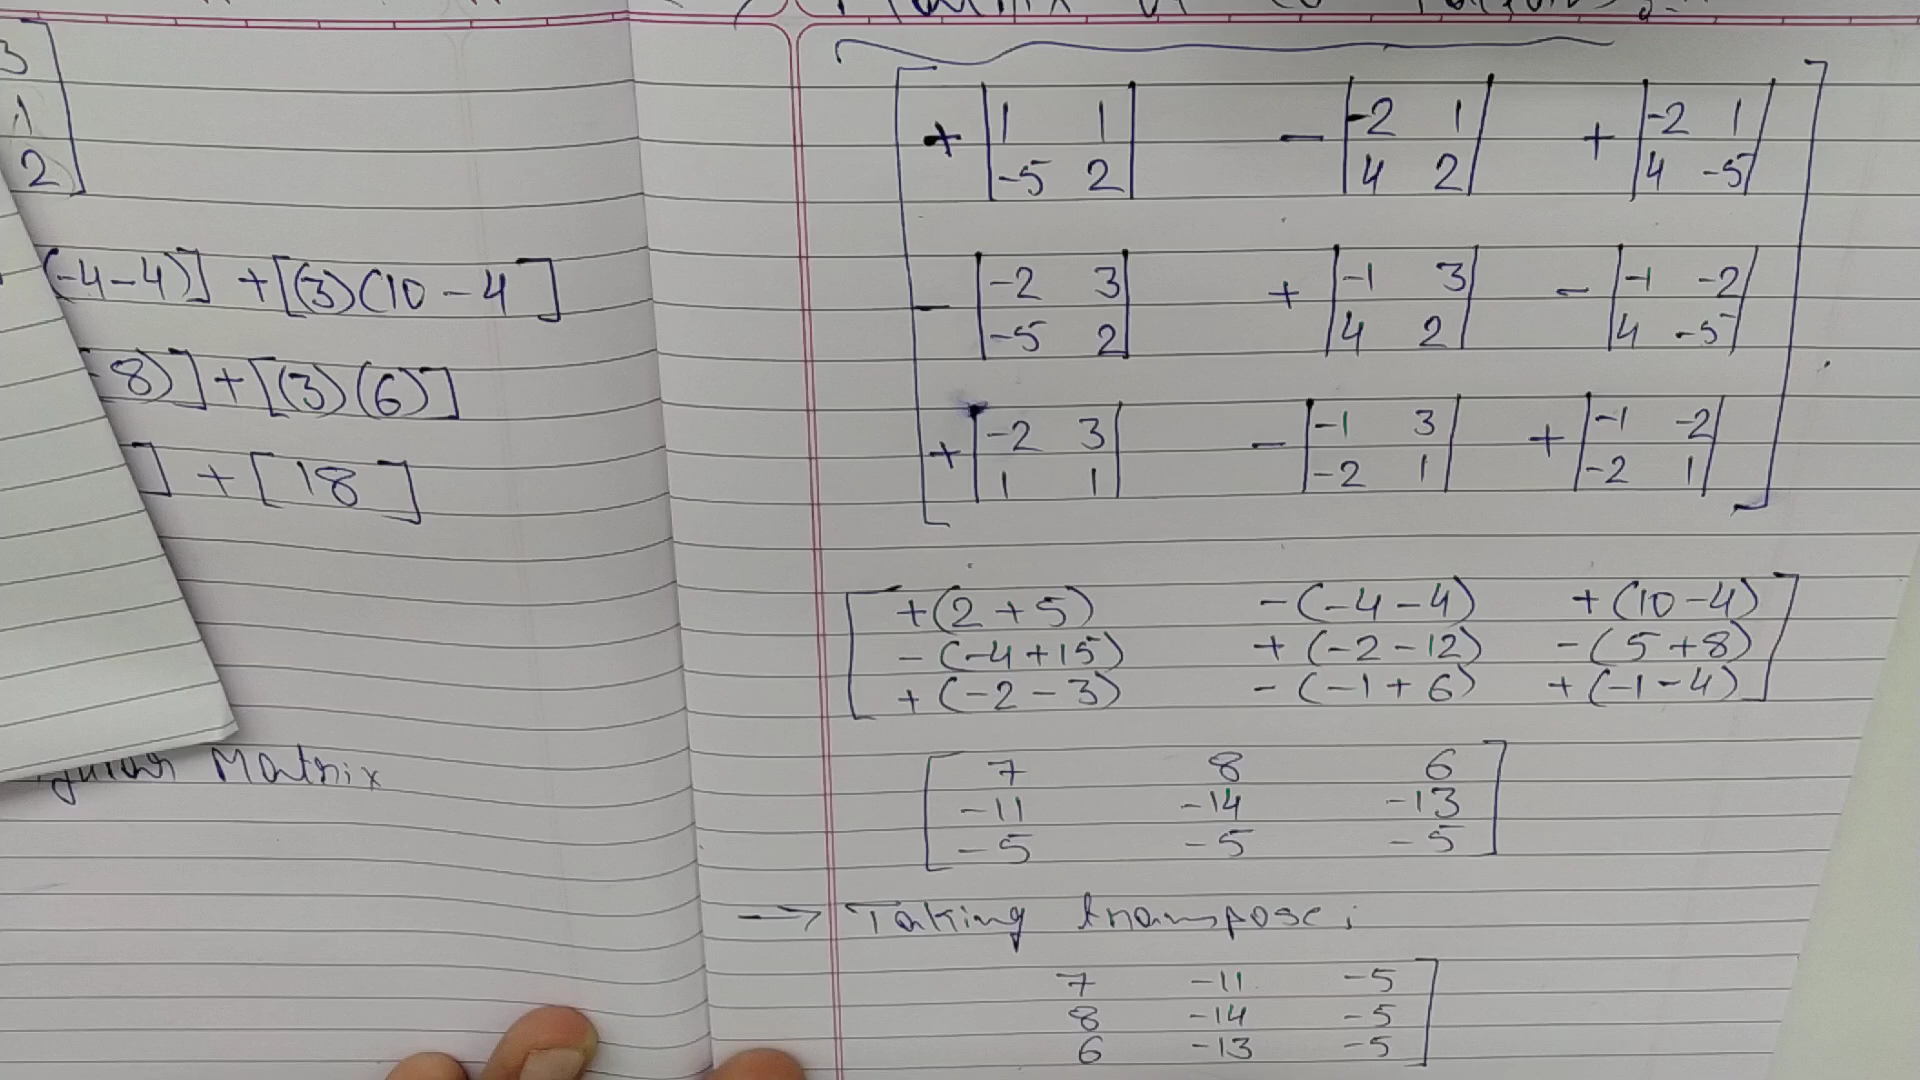 3
1
2
(-4-4)] + [(3)(10-4]
-8)] + [(3)(6)]
] + [18]
Matrix
Matrix of
+ |1 1| - |-2 1| + |-2 1|
|-5 2| |4 2| |4 -5|
- |-2 3| + |-1 3| - |-1 -2|
|-5 2| |4 2| |4 -5|
+ |-2 3| - |-1 3| + |-1 -2|
|1 1| |-2 1| |-2 1|
[+(2+5) -(-4-4) +(10-4)]
-(-4+15) +(-2-12) -(5+8)
+(-2-3) -(-1+6) +(-1-4)
[7 8 6]
-11 -14 -13
-5 -5 -5
→ Taking transpose;
7 -11 -5]
8 -14 -5
6 -13 -5